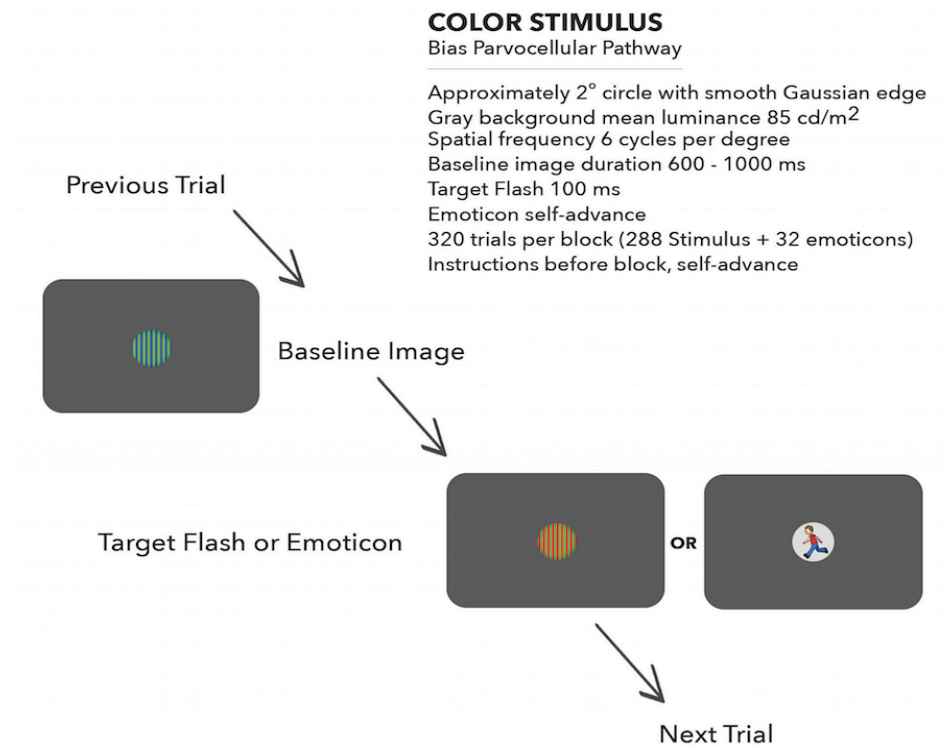 COLOR STIMULUS
Bias Parvocellular Pathway
Approximately 2° circle with smooth Gaussian edge
Gray background mean luminance 85 cd/m2
Spatial frequency 6 cycles per degree
Baseline image duration 600 - 1000 ms
Target Flash 100 ms
Emoticon self-advance
320 trials per block (288 Stimulus + 32 emoticons)
Instructions before block, self-advance
Previous Trial
Baseline Image
Target Flash or Emoticon
OR
Next Trial